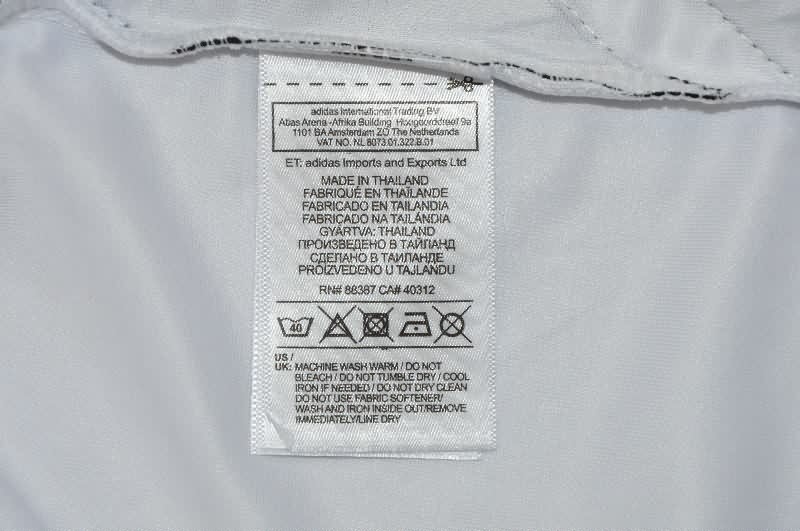 adidas International Trading BV
Atlas Arena -Afrika Building Hoogoorddreef 9a
1101 BA Amsterdam ZO The Netherlands
VAT NO. NL 8073.01.322.B.01
ET: adidas Imports and Exports Ltd
MADE IN THAILAND
FABRIQUÉ EN THAÏLANDE
FABRICADO EN TAILANDIA
FABRICADO NA TAILÂNDIA
GYÁRTVA: THAILAND
ПРОИЗВЕДЕНО В ТАЙЛАНД
СДЕЛАНО В ТАИЛАНДЕ
PROIZVEDENO U TAJLANDU
RN# 88387 CA# 40312
40
US /
UK: MACHINE WASH WARM / DO NOT
BLEACH / DO NOT TUMBLE DRY / COOL
IRON IF NEEDED / DO NOT DRY CLEAN
DO NOT USE FABRIC SOFTENER/
WASH AND IRON INSIDE OUT/REMOVE
IMMEDIATELY/LINE DRY